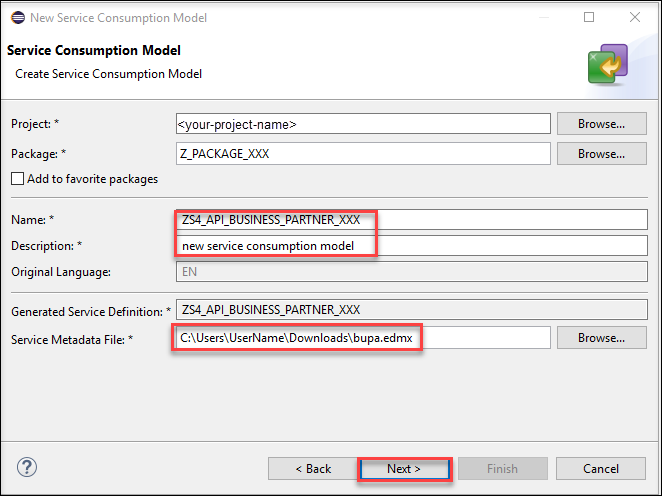 New Service Consumption Model
Service Consumption Model
Create Service Consumption Model
Project: * <your-project-name> Browse...
Package: * Z_PACKAGE_XXX Browse...
Add to favorite packages
Name: * ZS4_API_BUSINESS_PARTNER_XXX
Description: * new service consumption model
Original Language: EN
Generated Service Definition: * ZS4_API_BUSINESS_PARTNER_XXX
Service Metadata File: * C:\Users\UserName\Downloads\bupa.edmx Browse...
? < Back Next > Finish Cancel